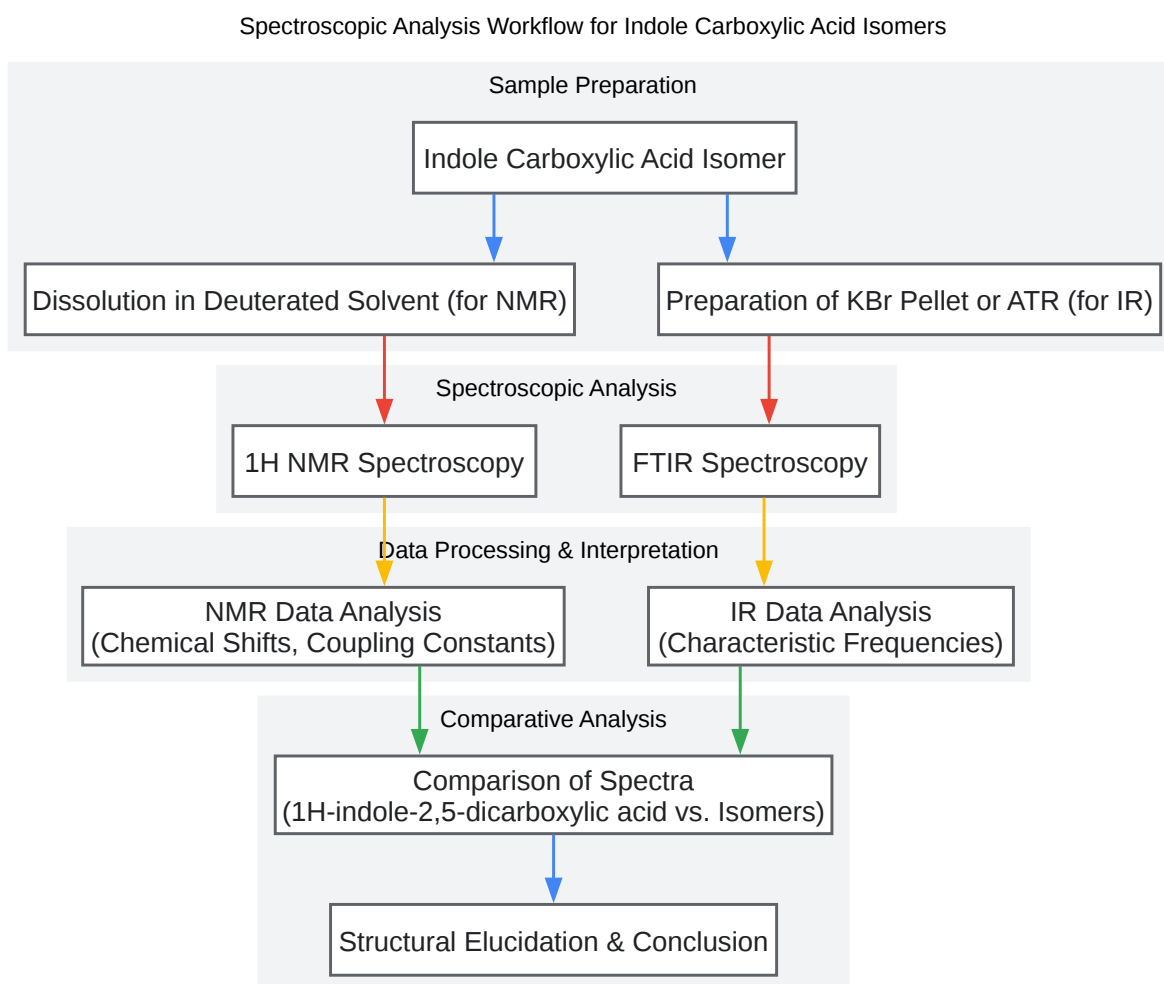 Spectroscopic Analysis Workflow for Indole Carboxylic Acid Isomers
Sample Preparation
Indole Carboxylic Acid Isomer
Dissolution in Deuterated Solvent (for NMR)
Preparation of KBr Pellet or ATR (for IR)
Spectroscopic Analysis
1H NMR Spectroscopy
FTIR Spectroscopy
Data Processing & Interpretation
NMR Data Analysis
(Chemical Shifts, Coupling Constants)
IR Data Analysis
(Characteristic Frequencies)
Comparative Analysis
Comparison of Spectra
(1H-indole-2,5-dicarboxylic acid vs. Isomers)
Structural Elucidation & Conclusion